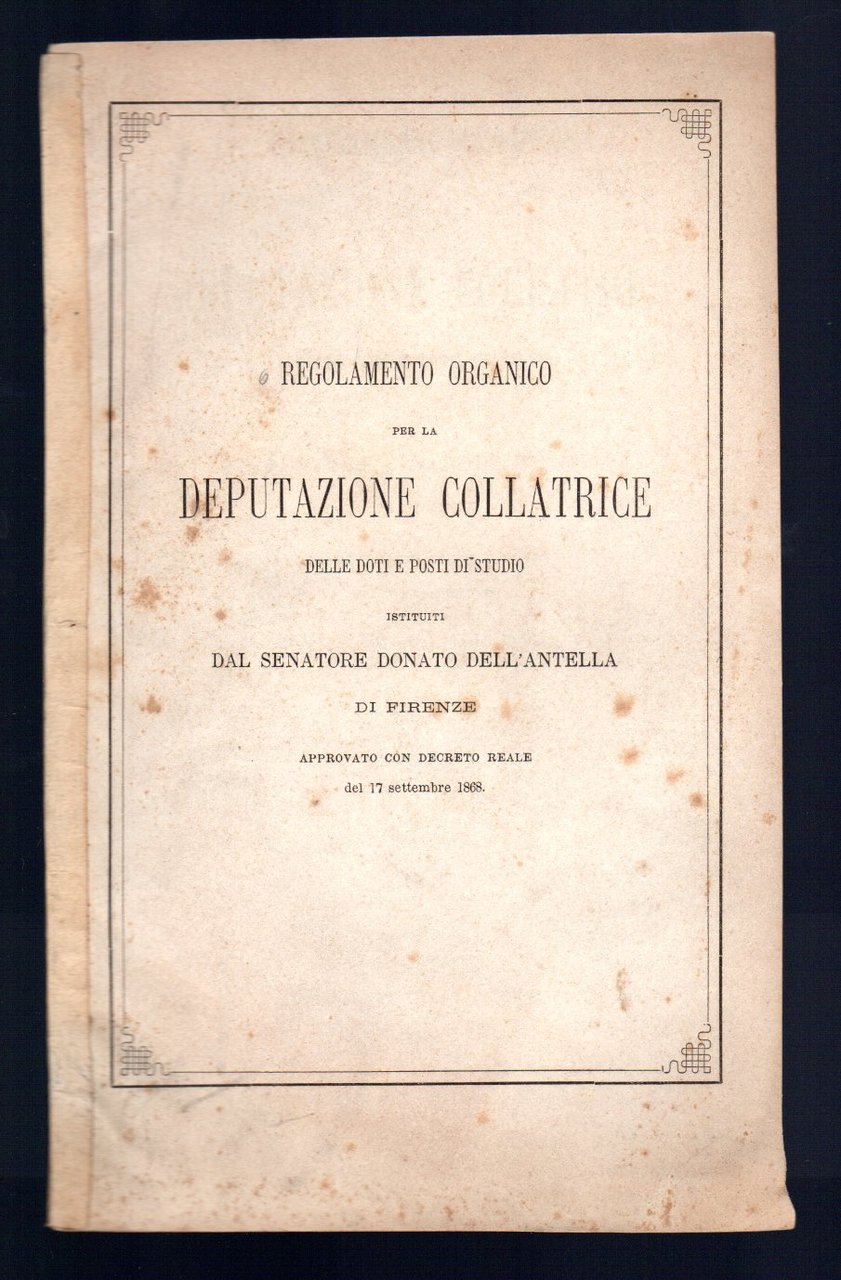 6 REGOLAMENTO ORGANICO
PER LA
DEPUTAZIONE COLLATRICE
DELLE DOTI E POSTI DI STUDIO
ISTITUITI
DAL SENATORE DONATO DELL'ANTELLA
DI FIRENZE
APPROVATO CON DECRETO REALE
del 17 settembre 1868.